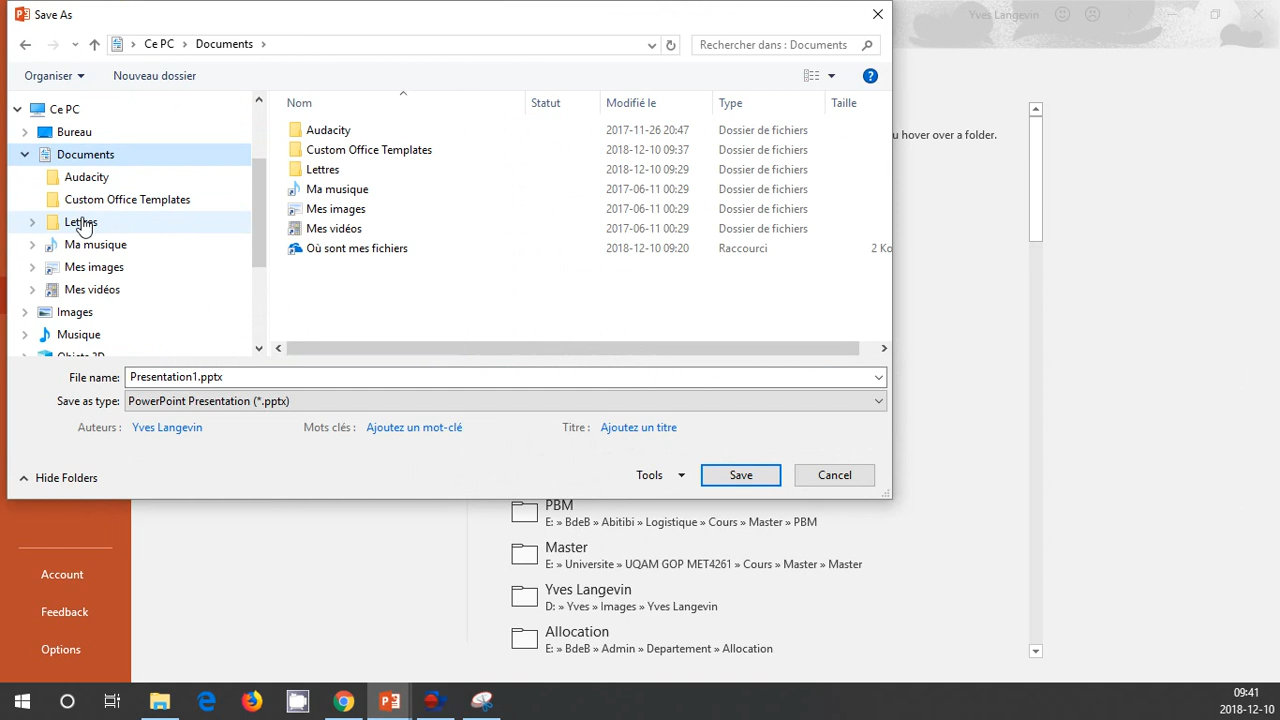 Save As
Yves Langevin
Ce PC
Documents
Rechercher dans : Documents
Organiser
Nouveau dossier
?
Ce PC
Bureau
Documents
Audacity
Custom Office Templates
Lettres
Ma musique
Mes images
Mes vidéos
Images
Musique
Objets 3D
Nom Statut Modifié le Type Taille
Audacity 2017-11-26 20:47 Dossier de fichiers
Custom Office Templates 2018-12-10 09:37 Dossier de fichiers
Lettres 2018-12-10 09:29 Dossier de fichiers
Ma musique 2017-06-11 00:29 Dossier de fichiers
Mes images 2017-06-11 00:29 Dossier de fichiers
Mes vidéos 2017-06-11 00:29 Dossier de fichiers
Où sont mes fichiers 2018-12-10 09:20 Raccourci 2 Ko
u hover over a folder.
File name: Presentation1.pptx
Save as type: PowerPoint Presentation (*.pptx)
Auteurs : Yves Langevin Mots clés : Ajoutez un mot-clé Titre : Ajoutez un titre
Hide Folders
Tools
Save
Cancel
PBM
E: » BdeB » Abitibi » Logistique » Cours » Master » PBM
Master
E: » Universite » UQAM GOP MET4261 » Cours » Master » Master
Yves Langevin
D: » Yves » Images » Yves Langevin
Allocation
E: » BdeB » Admin » Departement » Allocation
Account
Feedback
Options
09:41
2018-12-10